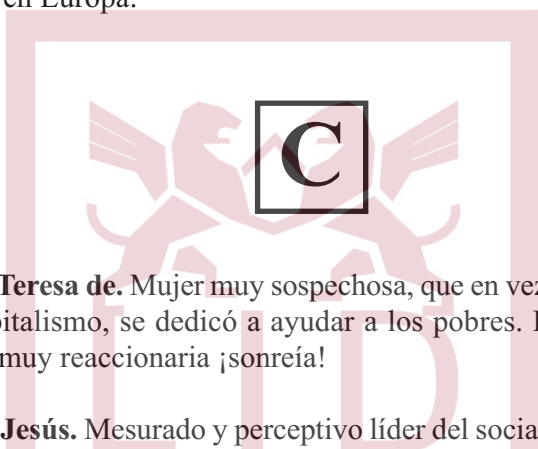 en Europa.
C
Teresa de. Mujer muy sospechosa, que en vez
pitalismo, se dedicó a ayudar a los pobres.
muy reaccionaria ¡sonreía!
Jesús. Mesurado y perceptivo líder del socia
ILID